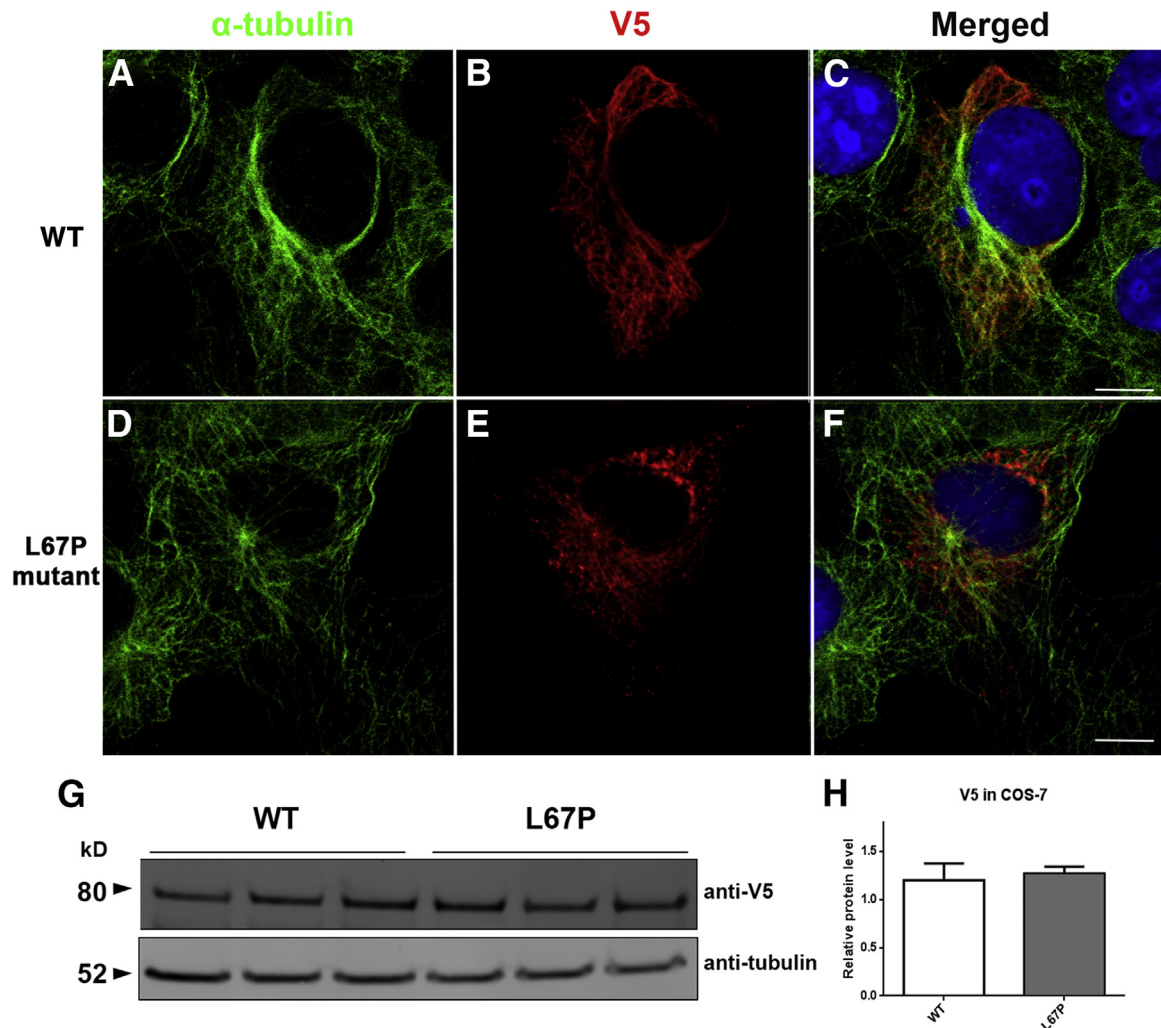 α-tubulin V5 Merged
A B C
WT
D E F
L67P
mutant
G
WT L67P
kD
80 anti-V5
52 anti-tubulin
H
V5 in COS-7
Relative protein level
1.5
1.0
0.5
0.0
WT L67P